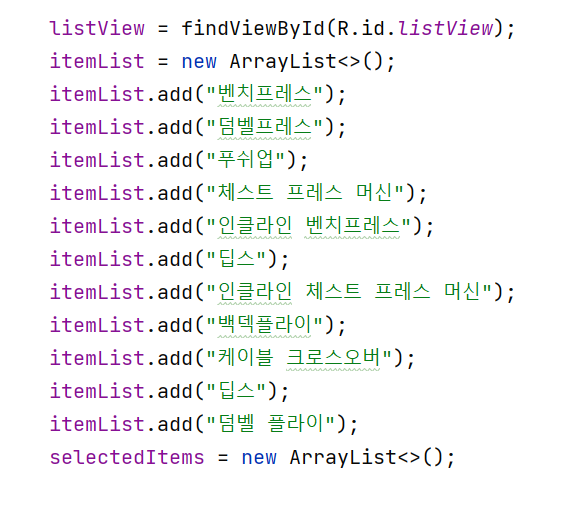 listView = findViewById(R.id.listView);
itemList = new ArrayList<>();
itemList.add("벤치프레스");
itemList.add("덤벨프레스");
itemList.add("푸쉬업");
itemList.add("체스트 프레스 머신");
itemList.add("인클라인 벤치프레스");
itemList.add("딥스");
itemList.add("인클라인 체스트 프레스 머신");
itemList.add("백덱플라이");
itemList.add("케이블 크로스오버");
itemList.add("딥스");
itemList.add("덤벨 플라이");
selectedItems = new ArrayList<>();